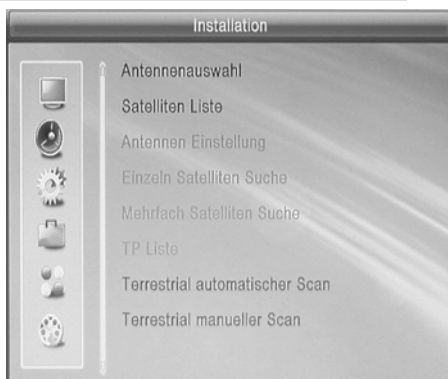 Installation
Antennenauswahl
Satelliten Liste
Antennen Einstellung
Einzeln Satelliten Suche
Mehrfach Satelliten Suche
TP Liste
Terrestrial automatischer Scan
Terrestrial manueller Scan